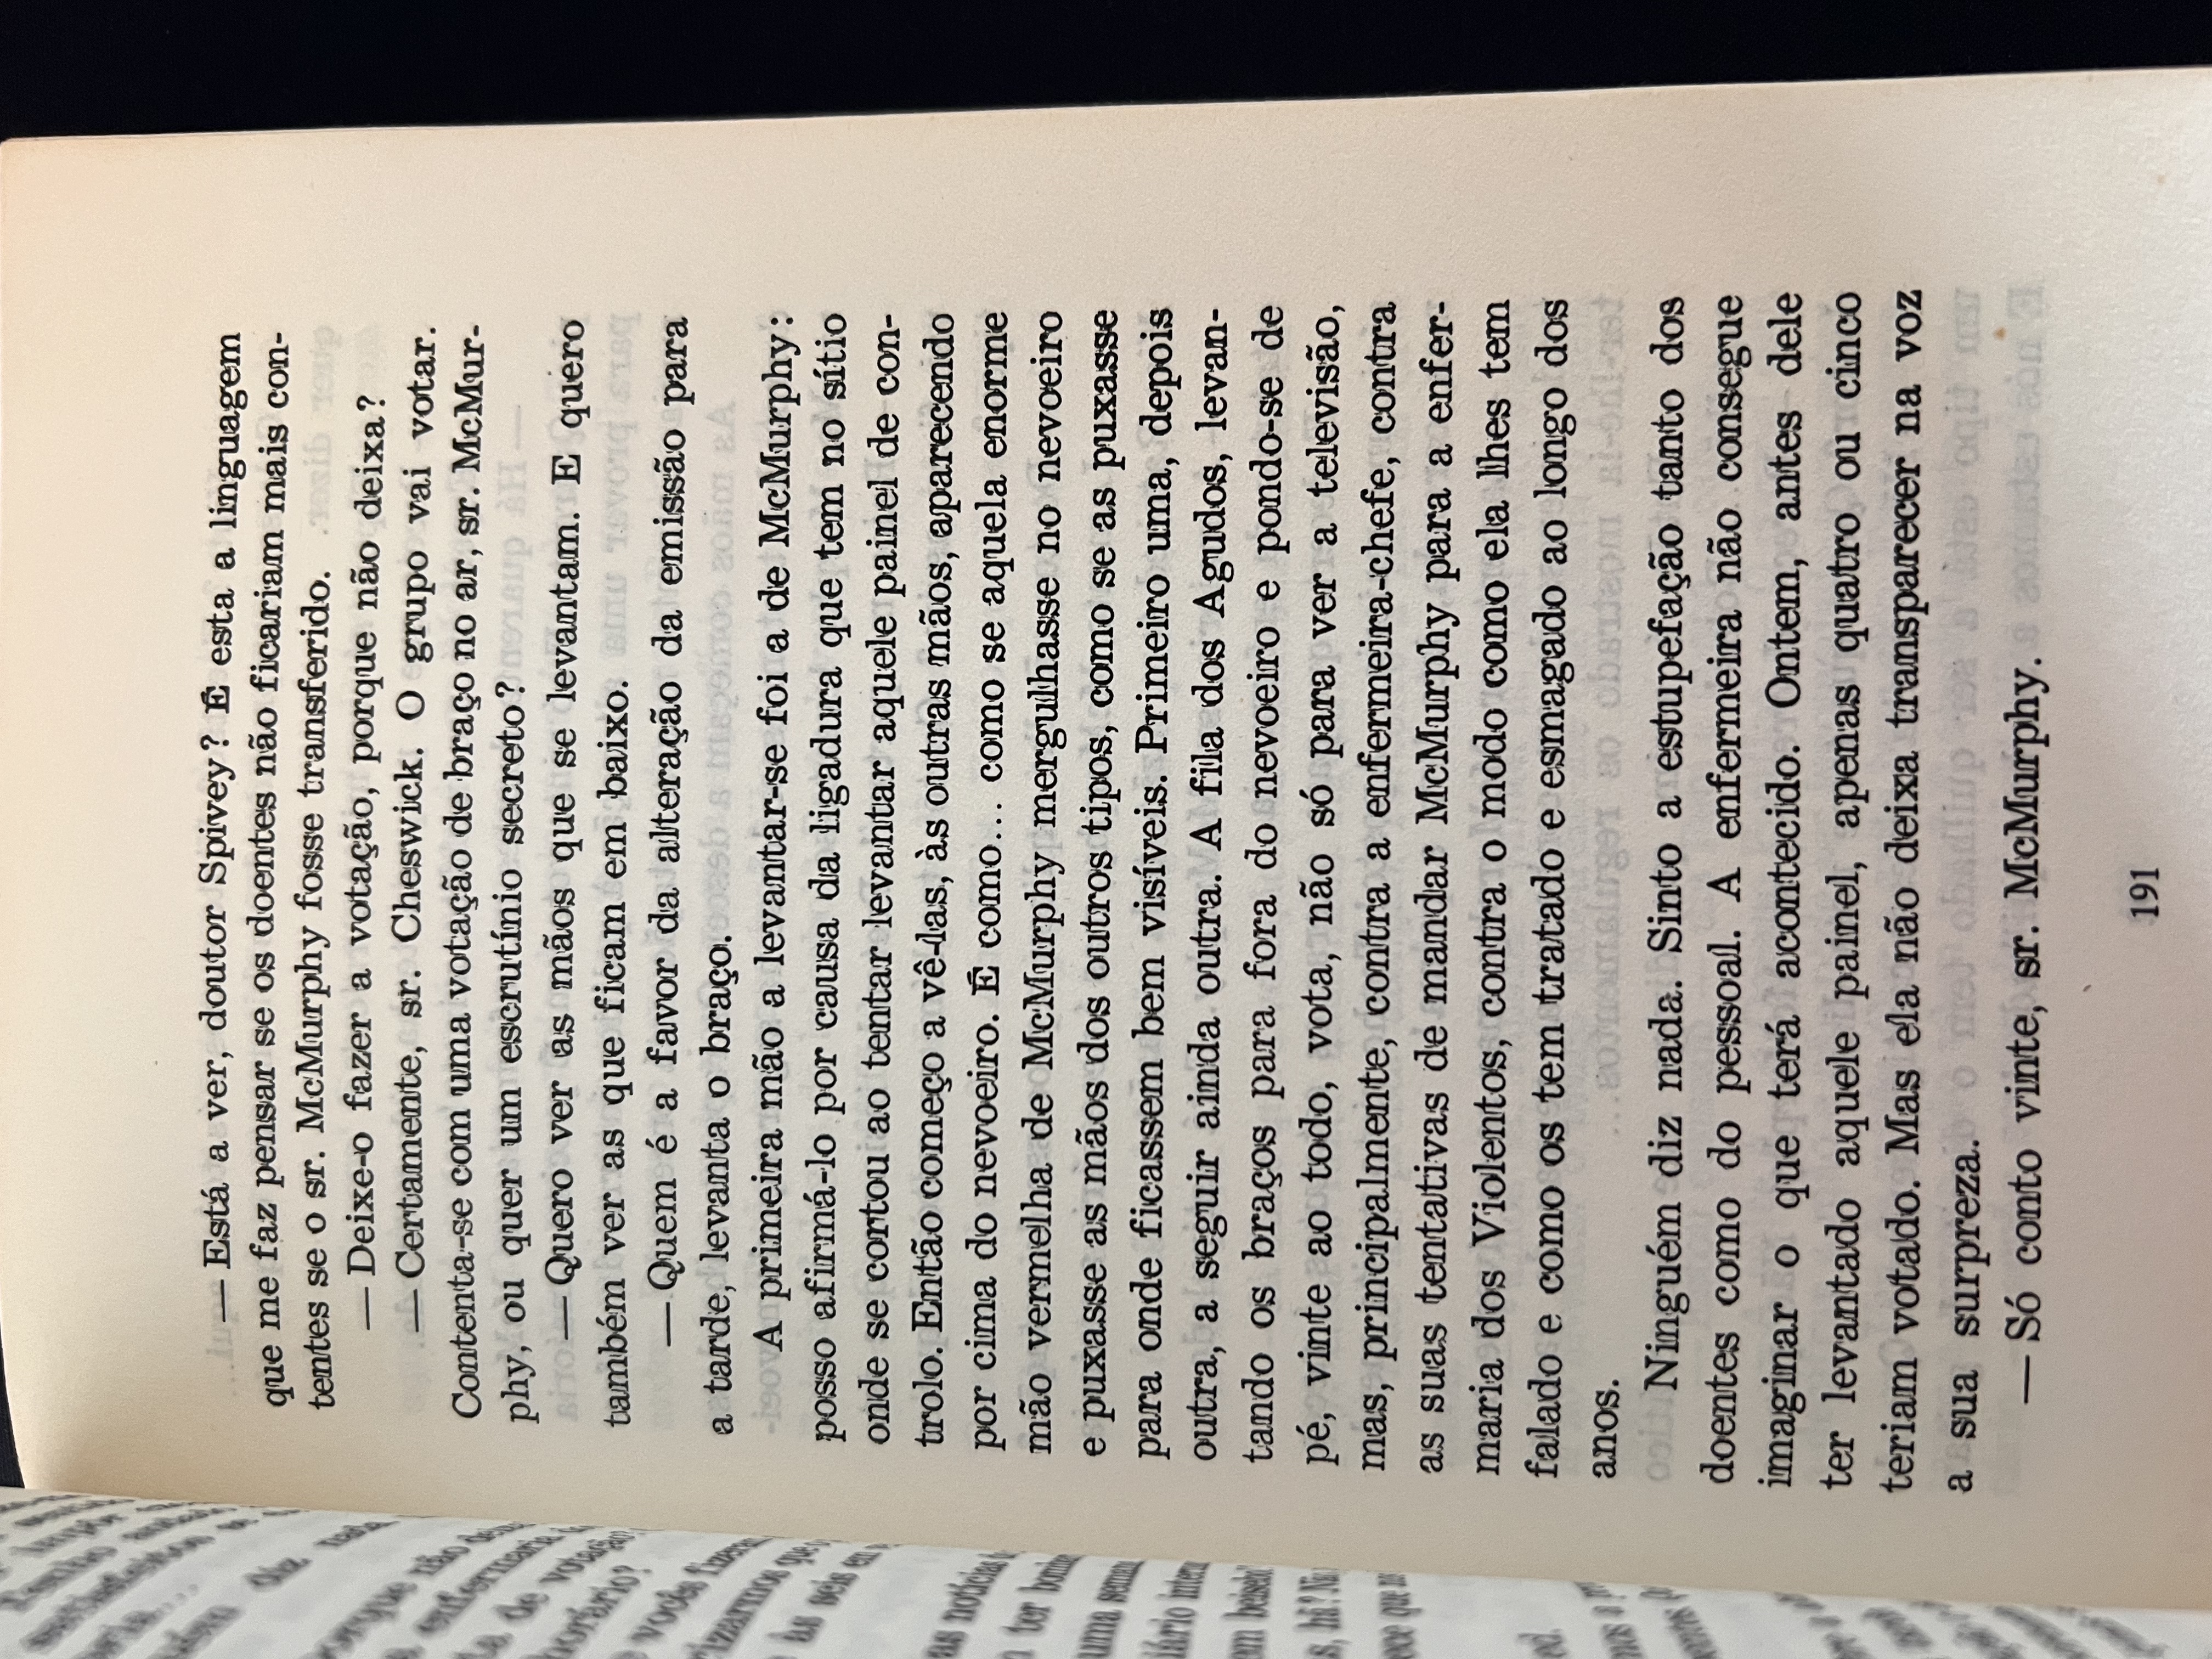 — Está a ver, doutor Spivey? É esta a linguagem
que me faz pensar se os doentes não ficariam mais con-
tentes se o sr. McMurphy fosse transferido.
— Deixe-o fazer a votação, porque não deixa?
— Certamente, sr. Cheswick. O grupo vai votar.
Contenta-se com uma votação de braço no ar, sr. McMur-
phy, ou quer um escrutínio secreto?
— Quero ver as mãos que se levantam. E quero
também ver as que ficam em baixo.
— Quem é a favor da alteração da emissão para
a tarde, levanta o braço.
A primeira mão a levantar-se foi a de McMurphy:
posso afirmá-lo por causa da ligadura que tem no sítio
onde se cortou ao tentar levantar aquele painel de con-
trolo. Então começo a vê-las, às outras mãos, aparecendo
por cima do nevoeiro. É como... como se aquela enorme
mão vermelha de McMurphy mergulhasse no nevoeiro
e puxasse as mãos dos outros tipos, como se as puxasse
para onde ficassem bem visíveis. Primeiro uma, depois
outra, a seguir ainda outra. A fila dos Agudos, levan-
tando os braços para fora do nevoeiro e pondo-se de
pé, vinte ao todo, vota, não só para ver a televisão,
mas, principalmente, contra a enfermeira-chefe, contra
as suas tentativas de mandar McMurphy para a enfer-
maria dos Violentos, contra o modo como ela lhes tem
falado e como os tem tratado e esmagado ao longo dos
anos.
Ninguém diz nada. Sinto a estupefação tanto dos
doentes como do pessoal. A enfermeira não consegue
imaginar o que terá acontecido. Ontem, antes dele
ter levantado aquele painel, apenas quatro ou cinco
teriam votado. Mas ela não deixa transparecer na voz
a sua surpreza.
— Só conto vinte, sr. McMurphy.
191